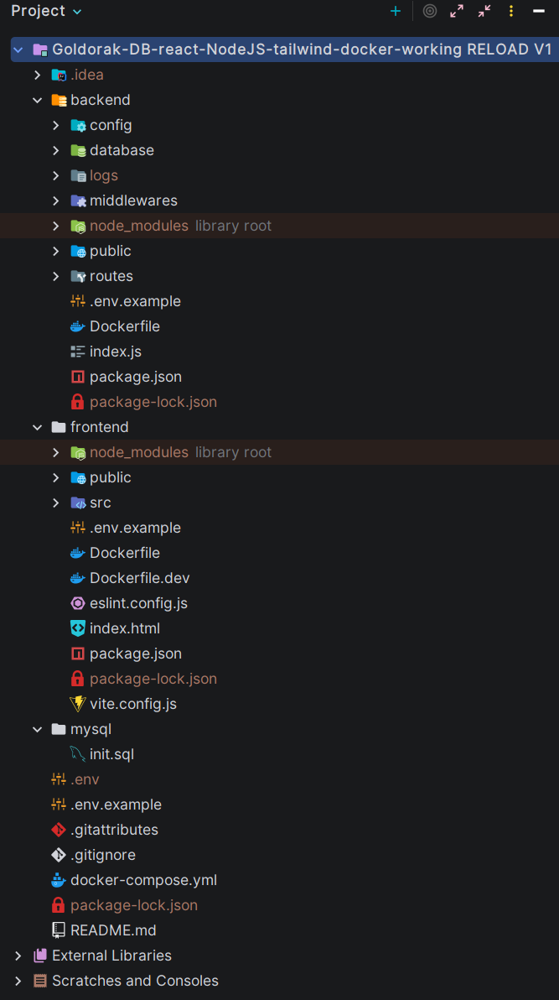 Project
Goldorak-DB-react-NodeJS-tailwind-docker-working RELOAD V1
.idea
backend
config
database
logs
middlewares
node_modules library root
public
routes
.env.example
Dockerfile
index.js
package.json
package-lock.json
frontend
node_modules library root
public
src
.env.example
Dockerfile
Dockerfile.dev
eslint.config.js
index.html
package.json
package-lock.json
vite.config.js
mysql
init.sql
.env
.env.example
.gitattributes
.gitignore
docker-compose.yml
package-lock.json
README.md
External Libraries
Scratches and Consoles